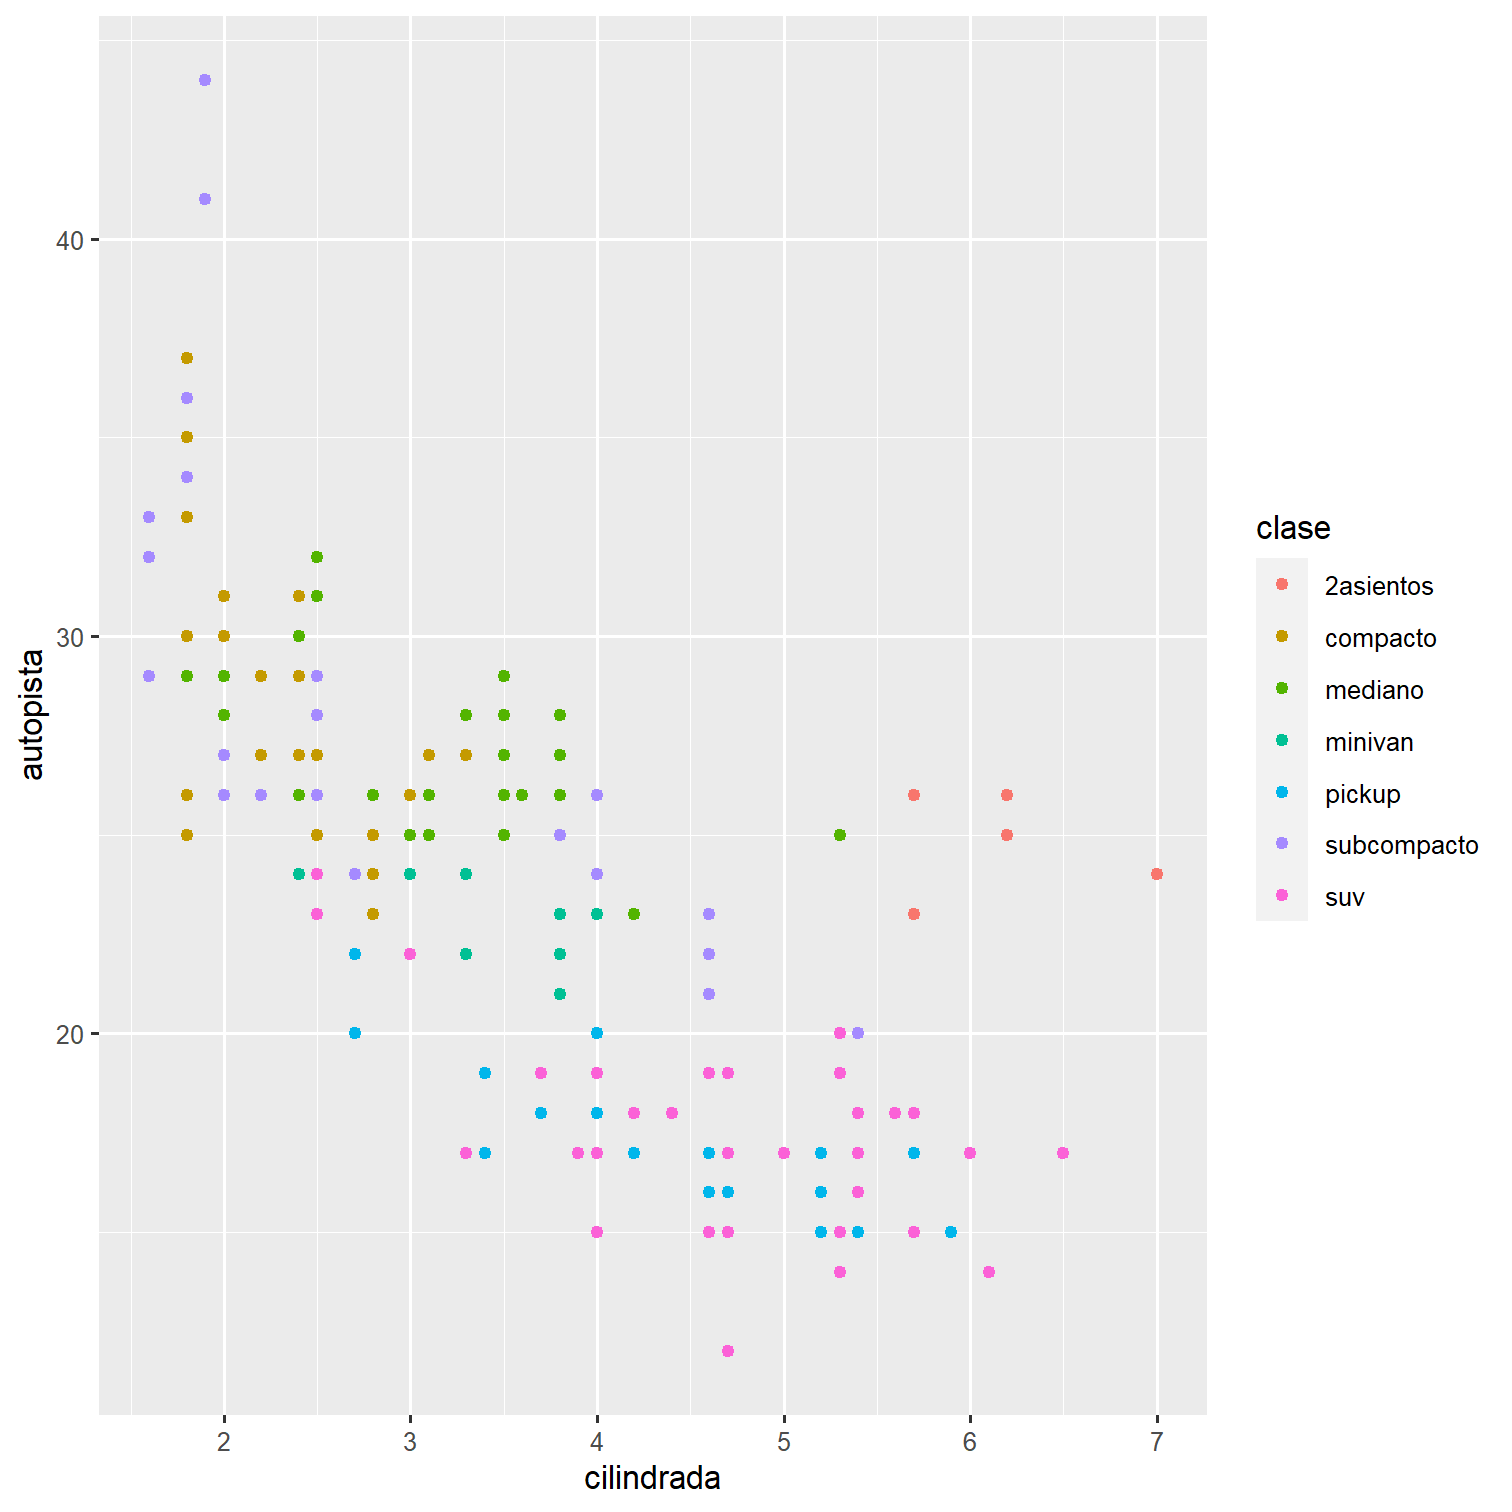 40
30
20
autopista
2 3 4 5 6 7
cilindrada
clase
2asientos
compacto
mediano
minivan
pickup
subcompacto
suv